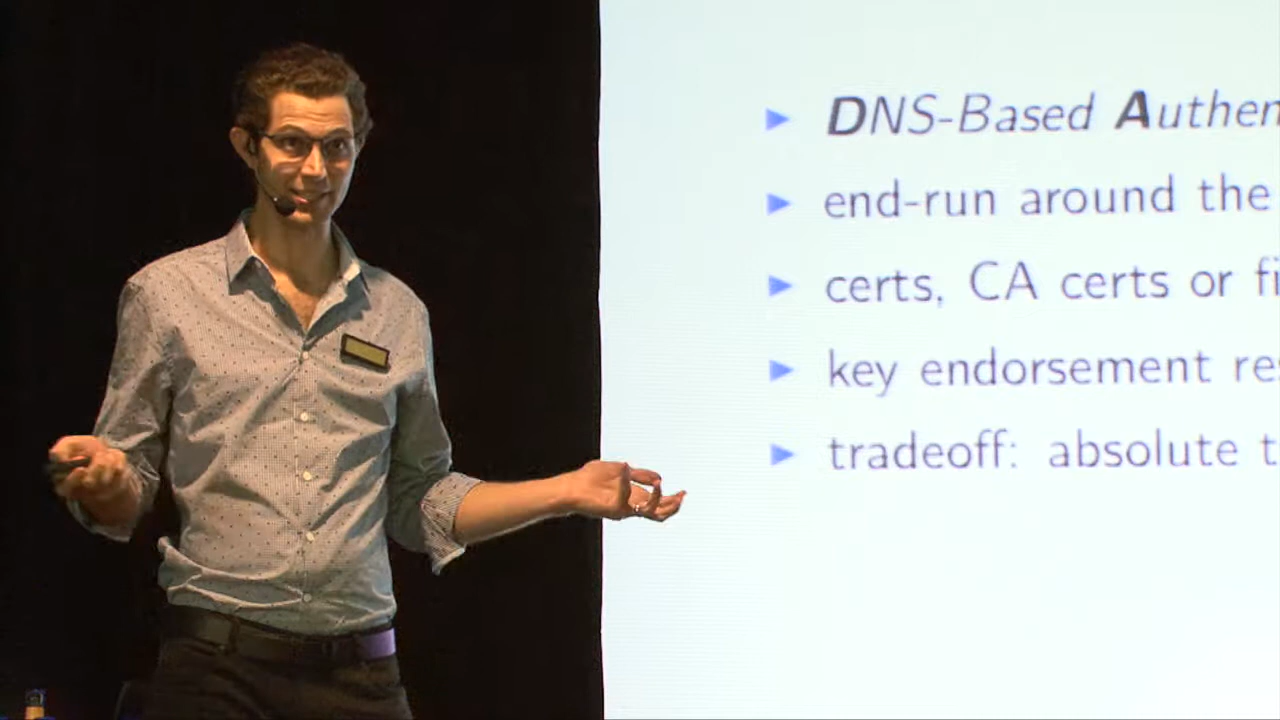 DNS-Based Authen
end-run around the
certs, CA certs or fi
key endorsement re
tradeoff: absolute t